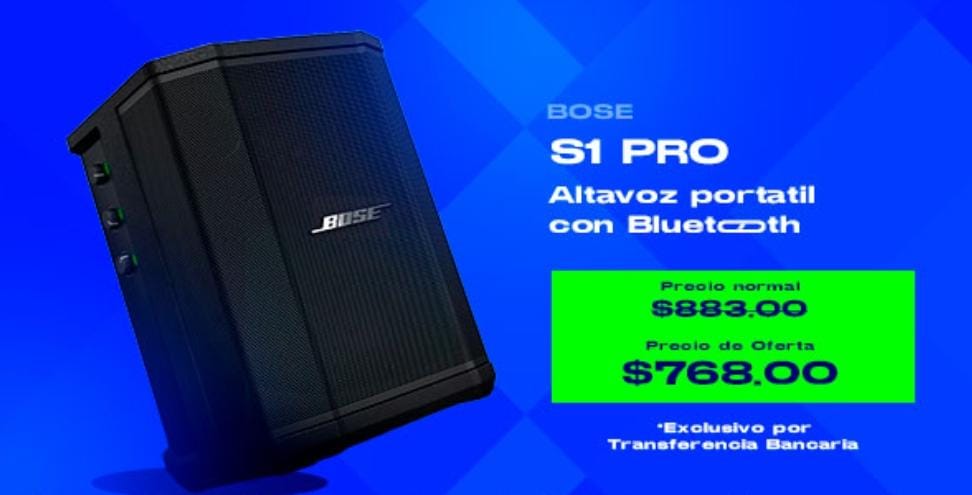 BOSE
BOSE
S1 PRO
Altavoz portatil
con Bluetooth
Precio normal
$883.00
Precio de Oferta
$768.00
*Exclusivo por
Transferencia Bancaria